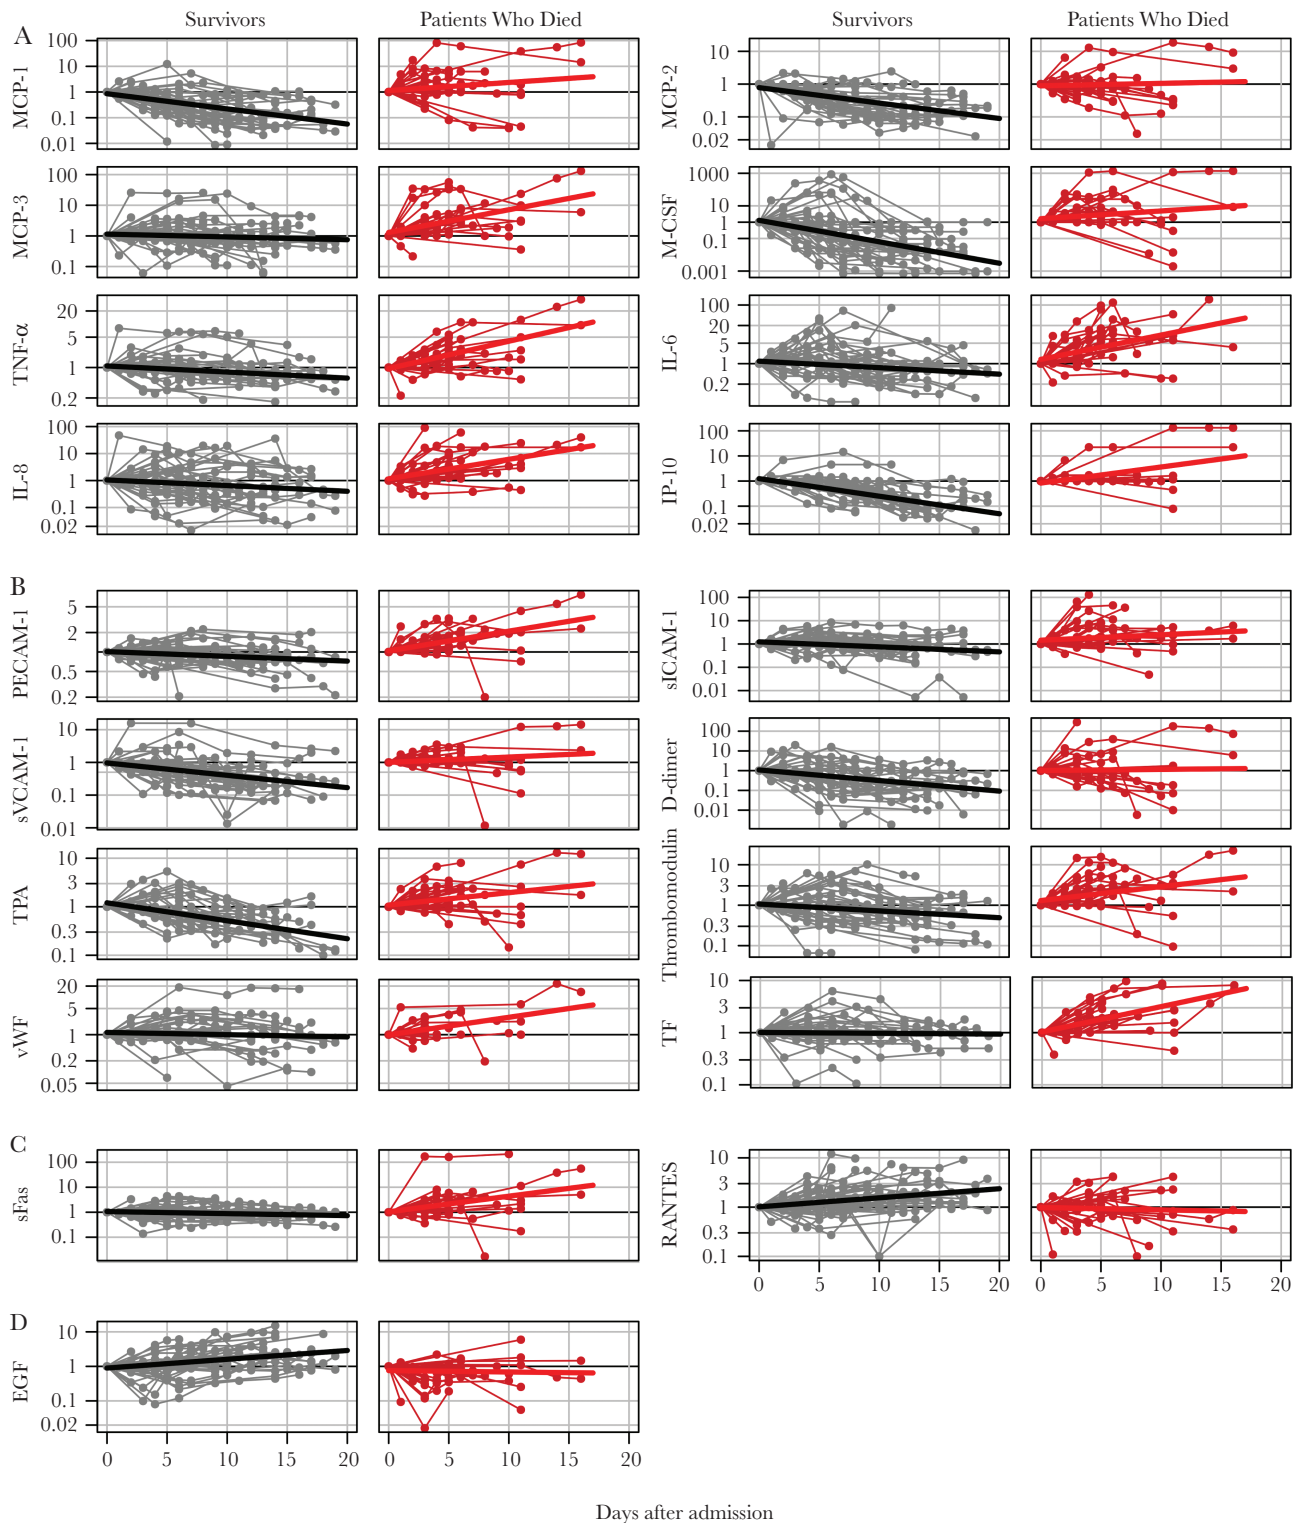 Survivors
Patients Who Died
Survivors
Patients Who Died
A
MCP-1
100
10
1
0.1
0.01
MCP-2
10
1
0.1
0.02
MCP-3
100
10
1
0.1
M-CSF
1000
10
1
0.1
0.001
TNF-α
20
5
1
0.2
IL-6
100
20
5
1
0.2
IL-8
100
10
1
0.1
0.02
IP-10
100
10
1
0.1
0.02
B
PECAM-1
5
2
0.5
0.2
sICAM-1
100
10
1
0.1
0.01
sVCAM-1
10
1
0.1
0.01
D-dimer
100
10
1
0.1
0.01
TPA
10
3
1
0.3
0.1
Thrombomodulin
10
3
1
0.3
0.1
vWF
20
5
1
0.2
0.05
TF
10
3
1
0.3
0.1
C
sFas
100
10
1
0.1
RANTES
10
3
1
0.3
0.1
0 5 10 15 20
0 5 10 15 20
D
EGF
10
1
0.1
0.02
0 5 10 15 20
0 5 10 15 20
Days after admission